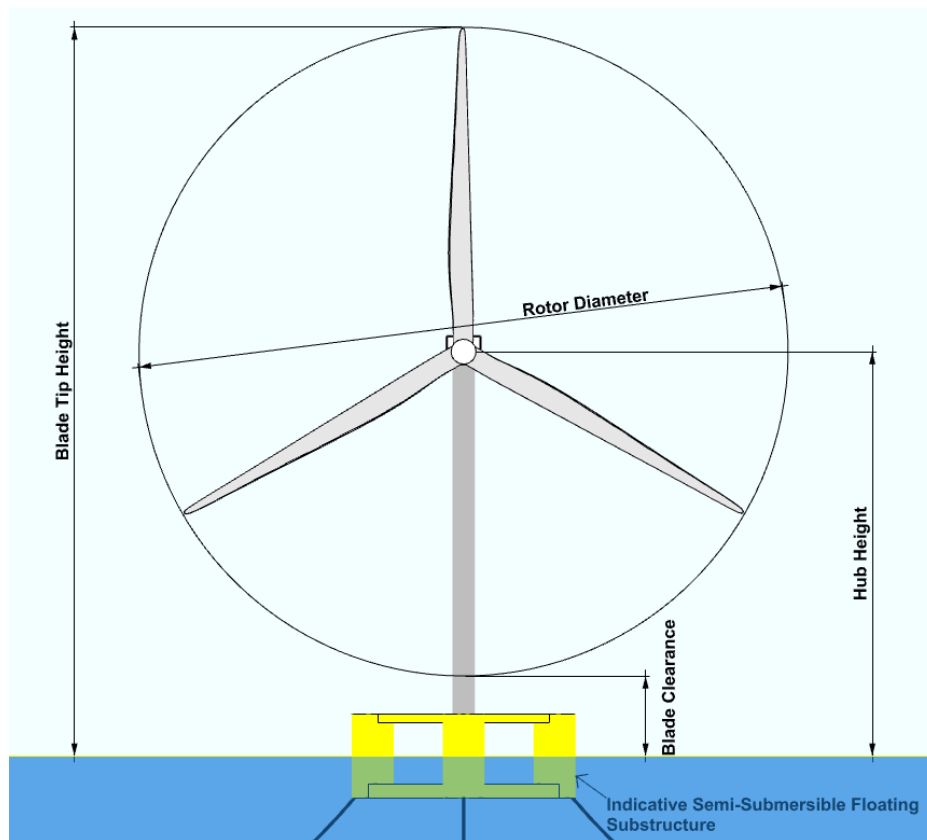 Blade Tip Height
Rotor Diameter
Hub Height
Blade Clearance
Indicative Semi-Submersible Floating
Substructure